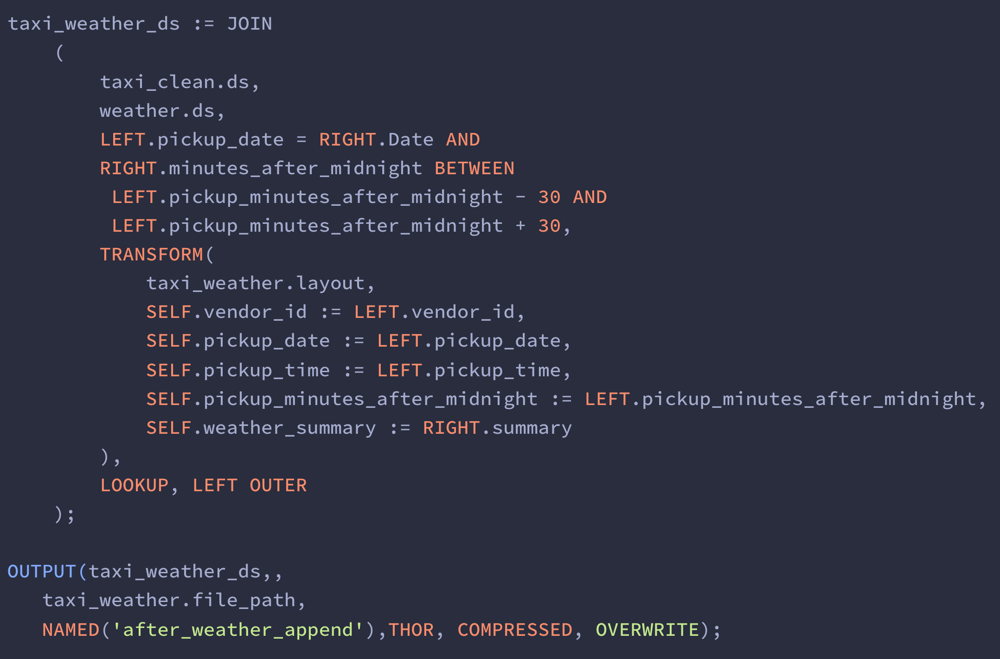 taxi_weather_ds := JOIN
    (
        taxi_clean.ds,
        weather.ds,
        LEFT.pickup_date = RIGHT.Date AND
        RIGHT.minutes_after_midnight BETWEEN
         LEFT.pickup_minutes_after_midnight - 30 AND
         LEFT.pickup_minutes_after_midnight + 30,
        TRANSFORM(
            taxi_weather.layout,
            SELF.vendor_id := LEFT.vendor_id,
            SELF.pickup_date := LEFT.pickup_date,
            SELF.pickup_time := LEFT.pickup_time,
            SELF.pickup_minutes_after_midnight := LEFT.pickup_minutes_after_midnight,
            SELF.weather_summary := RIGHT.summary
        ),
        LOOKUP, LEFT OUTER
    );

OUTPUT(taxi_weather_ds,,
   taxi_weather.file_path,
   NAMED('after_weather_append'),THOR, COMPRESSED, OVERWRITE);